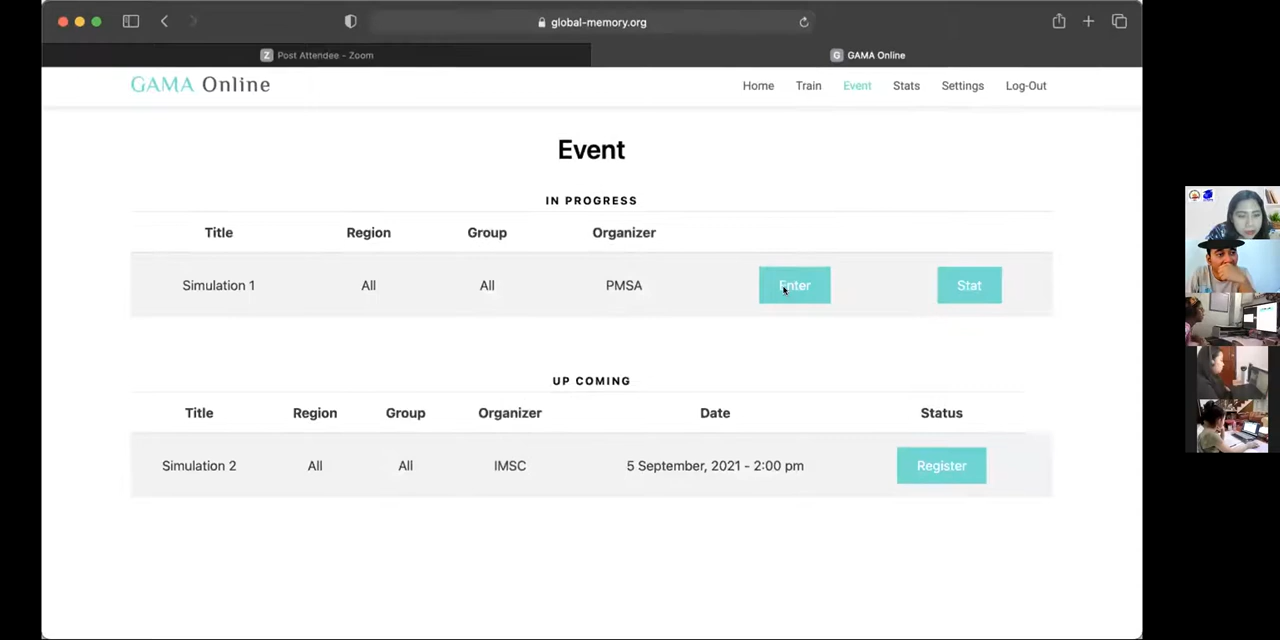 global-memory.org
Z Post Attendee - Zoom
G GAMA Online
GAMA Online
Home Train Event Stats Settings Log-Out
Event
IN PROGRESS
Title Region Group Organizer
Simulation 1 All All PMSA Enter Stat
UP COMING
Title Region Group Organizer Date Status
Simulation 2 All All IMSC 5 September, 2021 - 2:00 pm Register